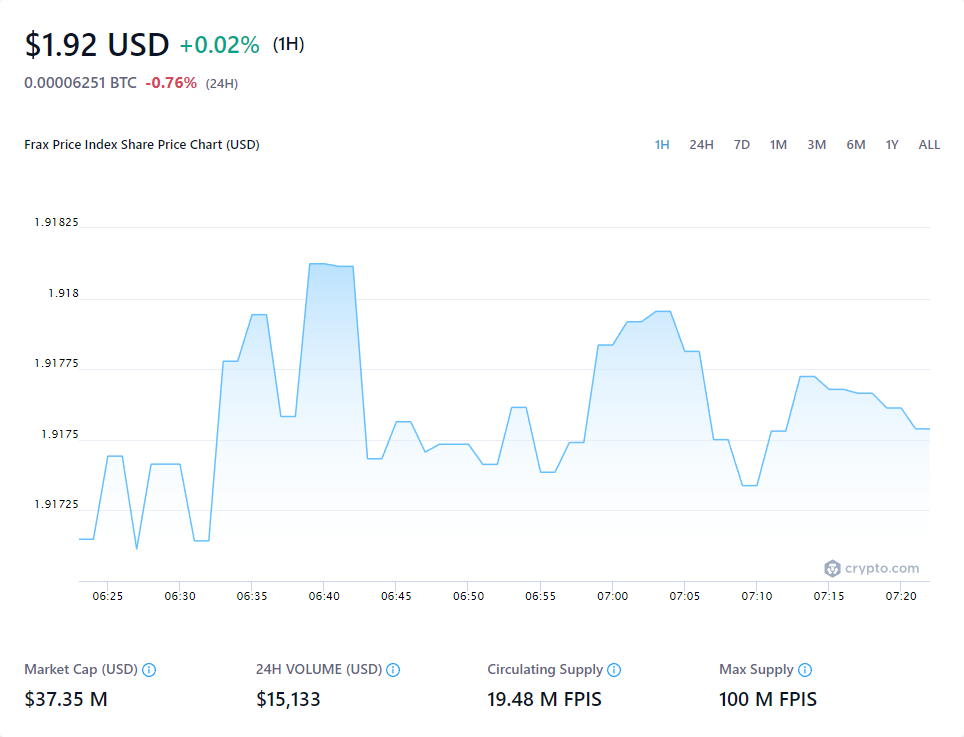 $1.92 USD +0.02% (1H)
0.00006251 BTC -0.76% (24H)
Frax Price Index Share Price Chart (USD) 1H 24H 7D 1M 3M 6M 1Y ALL
1.91825
1.918
1.91775
1.9175
1.91725
crypto.com
06:25 06:30 06:35 06:40 06:45 06:50 06:55 07:00 07:05 07:10 07:15 07:20
Market Cap (USD) 24H VOLUME (USD) Circulating Supply Max Supply
$37.35 M $15,133 19.48 M FPIS 100 M FPIS